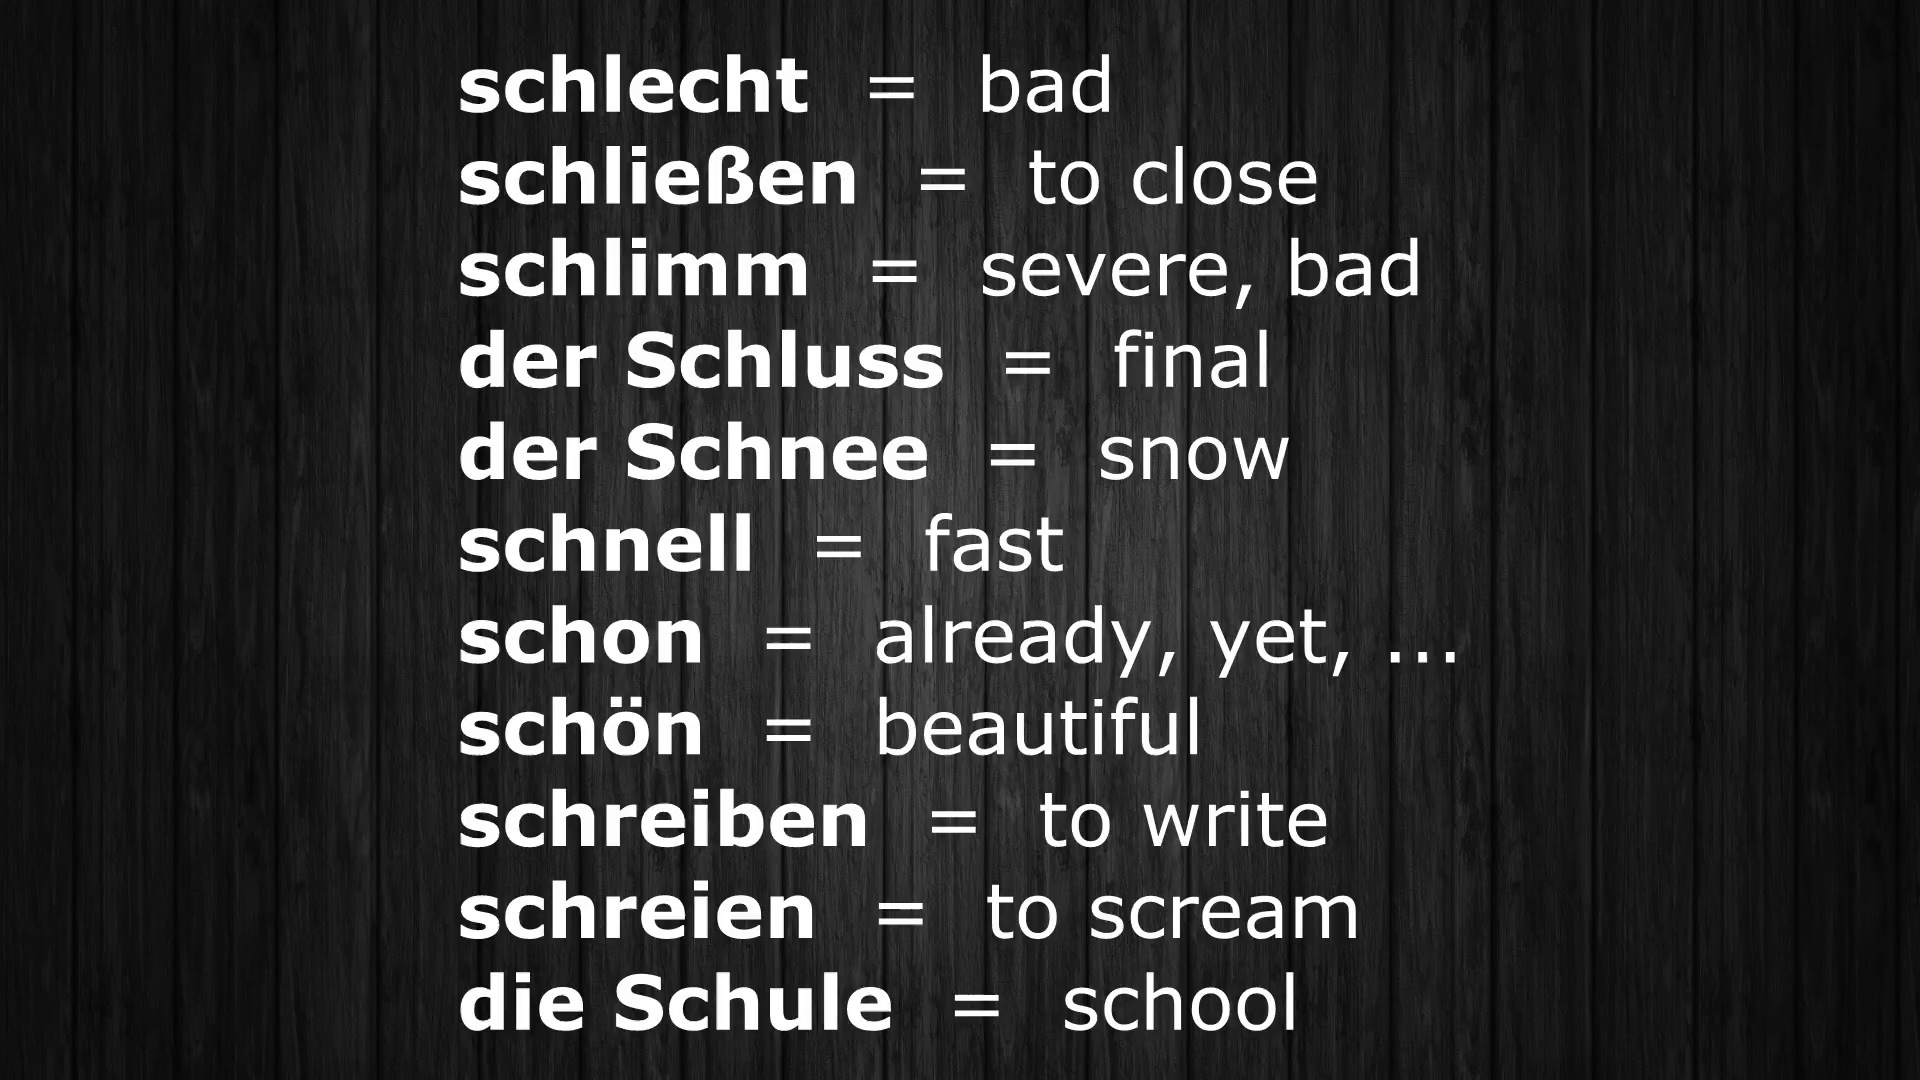 schlecht = bad
schließen = to close
schlimm = severe, bad
der Schluss = final
der Schnee = snow
schnell = fast
schon = already, yet, ...
schön = beautiful
schreiben = to write
schreien = to scream
die Schule = school